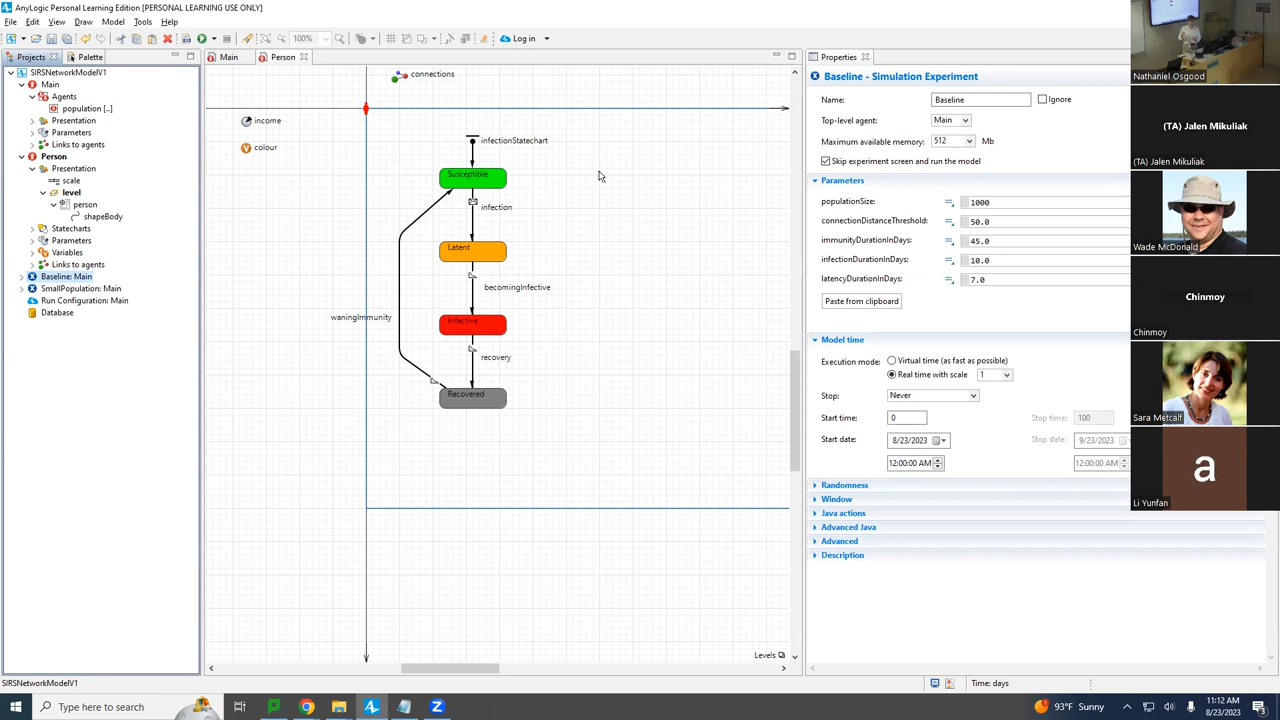 AnyLogic Personal Learning Edition [PERSONAL LEARNING USE ONLY]
File Edit View Draw Model Tools Help
100%
Log in
Projects
Palette
SIRSNetworkModelV1
Main
Agents
population [..]
Presentation
Parameters
Links to agents
Person
Presentation
scale
level
person
shapeBody
Statecharts
Parameters
Variables
Links to agents
Baseline: Main
SmallPopulation: Main
Run Configuration: Main
Database
Main
Person
connections
income
colour
infectionStatechart
Susceptible
infection
Latent
becomingInfective
waningImmunity
Infective
recovery
Recovered
Levels
Properties
Baseline - Simulation Experiment
Name:
Baseline
Ignore
Top-level agent:
Main
Maximum available memory:
512
Mb
Skip experiment screen and run the model
Parameters
populationSize:
1000
connectionDistanceThreshold:
50.0
immunityDurationInDays:
45.0
infectionDurationInDays:
10.0
latencyDurationInDays:
7.0
Paste from clipboard
Model time
Execution mode:
Virtual time (as fast as possible)
Real time with scale
1
Stop:
Never
Start time:
0
Stop time:
100
Start date:
8/23/2023
Stop date:
9/23/2023
12:00:00 AM
12:00:00 AM
Randomness
Window
Java actions
Advanced Java
Advanced
Description
Nathaniel Osgood
(TA) Jalen Mikuliak
(TA) Jalen Mikuliak
Wade McDonald
Chinmoy
Chinmoy
Sara Metcalf
a
Li Yunfan
SIRSNetworkModelV1
Time: days
Type here to search
93°F Sunny
11:12 AM
8/23/2023
3